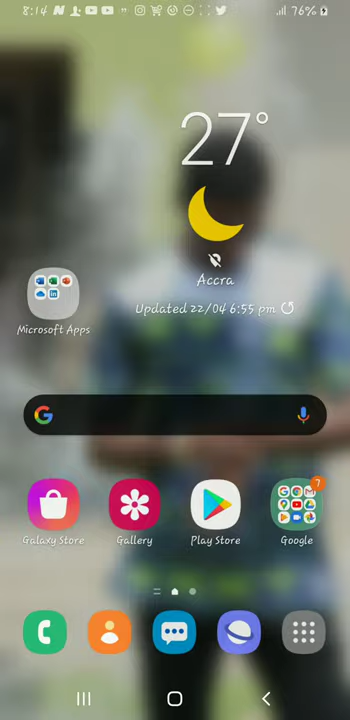 8:14
76%
27°
Accra
Updated 22/04 6:55 pm
Microsoft Apps
Galaxy Store
Gallery
Play Store
Google
7